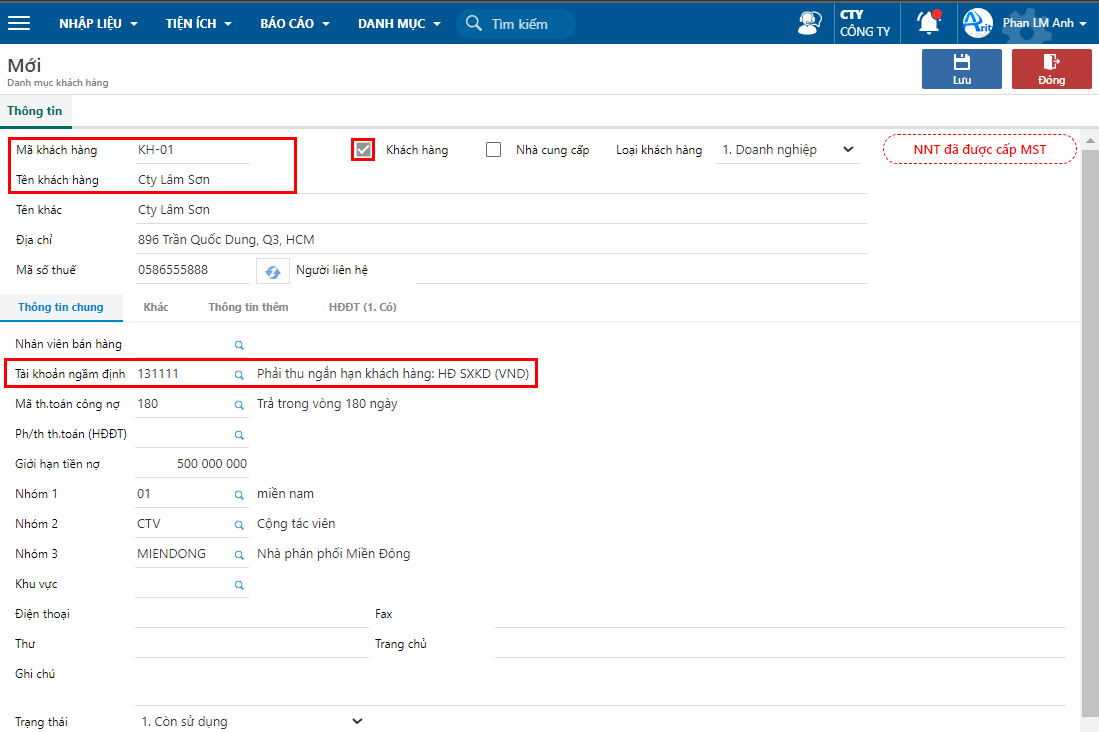 NHẬP LIỆU TIỆN ÍCH BÁO CÁO DANH MỤC Tìm kiếm CTY CÔNG TY Arit Phan LM Anh
Mới
Danh mục khách hàng
Lưu Đóng
Thông tin
Mã khách hàng KH-01 Khách hàng Nhà cung cấp Loại khách hàng 1. Doanh nghiệp NNT đã được cấp MST
Tên khách hàng Cty Lâm Sơn
Tên khác Cty Lâm Sơn
Địa chỉ 896 Trần Quốc Dung, Q3, HCM
Mã số thuế 0586555888 Người liên hệ
Thông tin chung Khác Thông tin thêm HĐĐT (1. Có)
Nhân viên bán hàng
Tài khoản ngầm định 131111 Phải thu ngắn hạn khách hàng: HĐ SXKD (VND)
Mã th.toán công nợ 180 Trả trong vòng 180 ngày
Ph/th th.toán (HĐĐT)
Giới hạn tiền nợ 500 000 000
Nhóm 1 01 miền nam
Nhóm 2 CTV Cộng tác viên
Nhóm 3 MIENDONG Nhà phân phối Miền Đông
Khu vực
Điện thoại Fax
Thư Trang chủ
Ghi chú
Trạng thái 1. Còn sử dụng